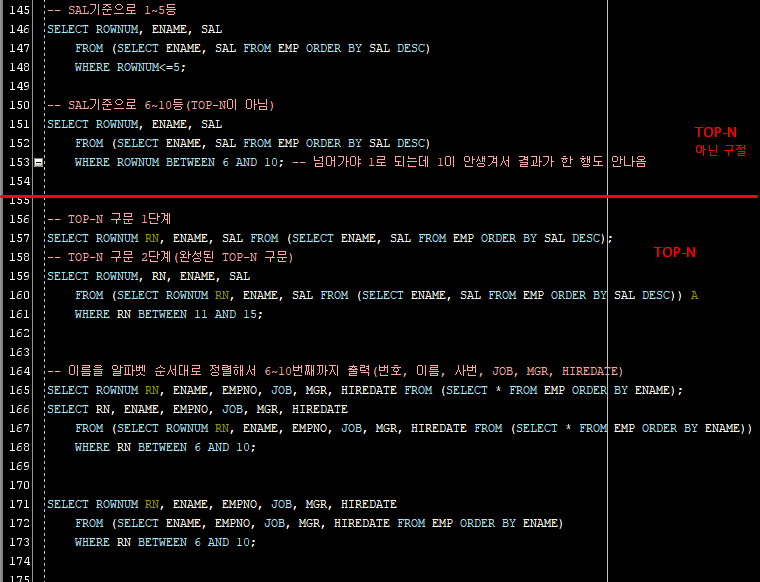 145 -- SAL기준으로 1~5등
146 SELECT ROWNUM, ENAME, SAL
147 FROM (SELECT ENAME, SAL FROM EMP ORDER BY SAL DESC)
148 WHERE ROWNUM<=5;
149
150 -- SAL기준으로 6~10등(TOP-N이 아님)
151 SELECT ROWNUM, ENAME, SAL
152 FROM (SELECT ENAME, SAL FROM EMP ORDER BY SAL DESC)
153 WHERE ROWNUM BETWEEN 6 AND 10; -- 넘어가야 1로 되는데 1이 안생겨서 결과가 한 행도 안나옴
TOP-N
아닌 구절
154
155
156 -- TOP-N 구문 1단계
157 SELECT ROWNUM RN, ENAME, SAL FROM (SELECT ENAME, SAL FROM EMP ORDER BY SAL DESC);
158 -- TOP-N 구문 2단계(완성된 TOP-N 구문)
TOP-N
159 SELECT ROWNUM, RN, ENAME, SAL
160 FROM (SELECT ROWNUM RN, ENAME, SAL FROM (SELECT ENAME, SAL FROM EMP ORDER BY SAL DESC)) A
161 WHERE RN BETWEEN 11 AND 15;
162
163
164 -- 이름을 알파벳 순서대로 정렬해서 6~10번째까지 출력(번호, 이름, 사번, JOB, MGR, HIREDATE)
165 SELECT ROWNUM RN, ENAME, EMPNO, JOB, MGR, HIREDATE FROM (SELECT * FROM EMP ORDER BY ENAME);
166 SELECT RN, ENAME, EMPNO, JOB, MGR, HIREDATE
167 FROM (SELECT ROWNUM RN, ENAME, EMPNO, JOB, MGR, HIREDATE FROM (SELECT * FROM EMP ORDER BY ENAME))
168 WHERE RN BETWEEN 6 AND 10;
169
170
171 SELECT ROWNUM RN, ENAME, EMPNO, JOB, MGR, HIREDATE
172 FROM (SELECT ENAME, EMPNO, JOB, MGR, HIREDATE FROM EMP ORDER BY ENAME)
173 WHERE RN BETWEEN 6 AND 10;
174
175